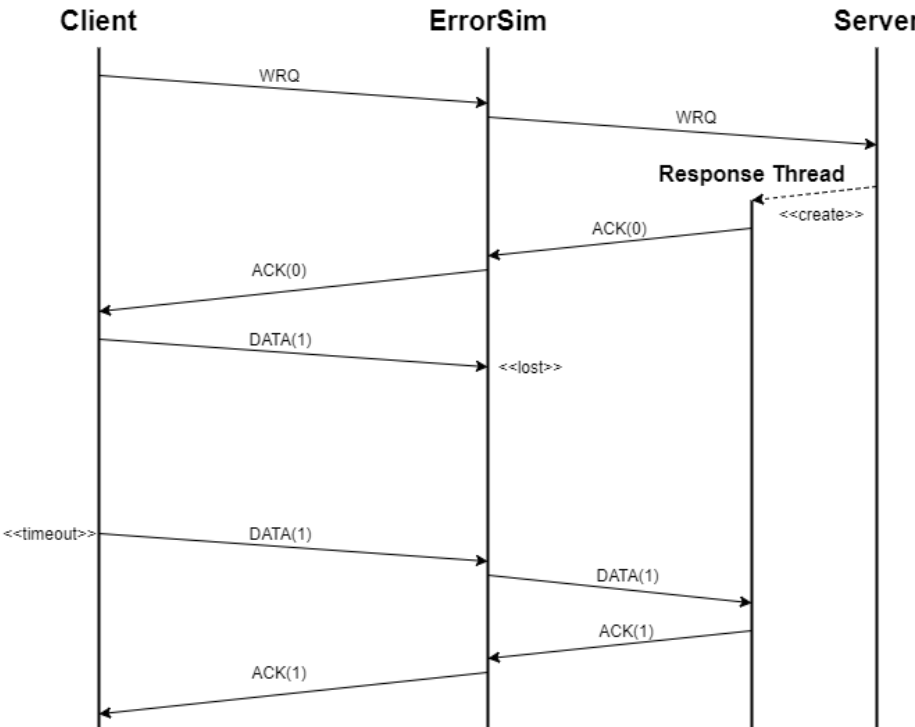 Client
ErrorSim
Server
WRQ
WRQ
Response Thread
<<create>>
ACK(0)
ACK(0)
DATA(1)
<<lost>>
<<timeout>>
DATA(1)
DATA(1)
ACK(1)
ACK(1)